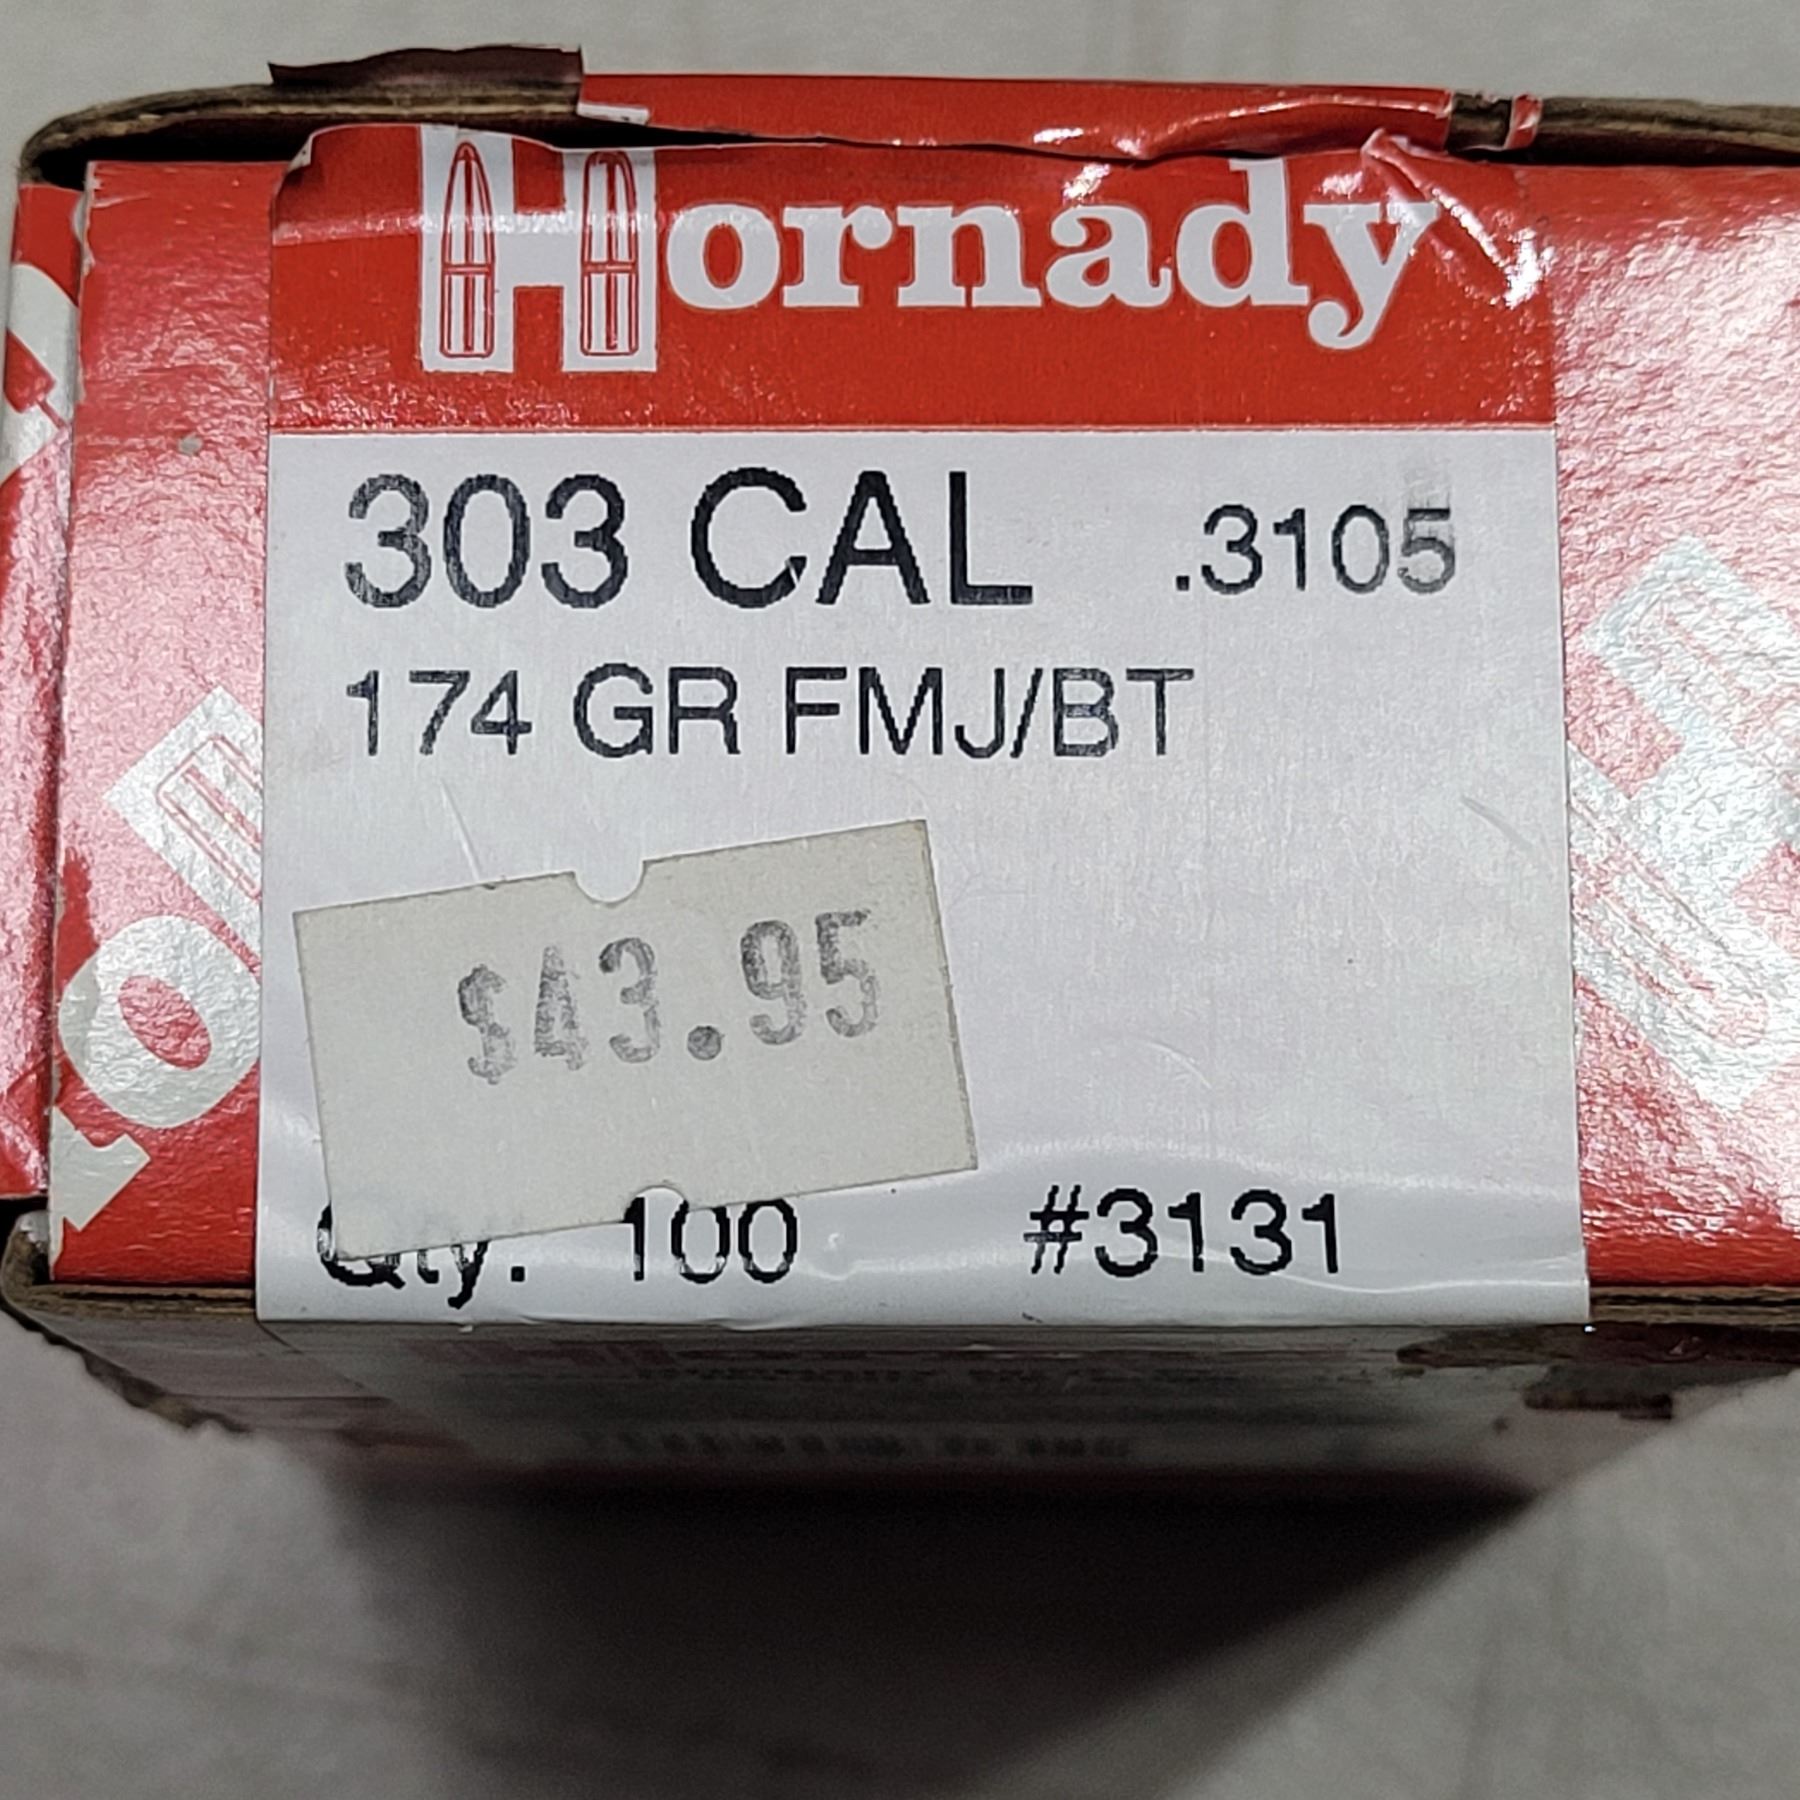 Hornady
303 CAL .3105
174 GR FMJ/BT
$43.95
Qty. 100 #3131